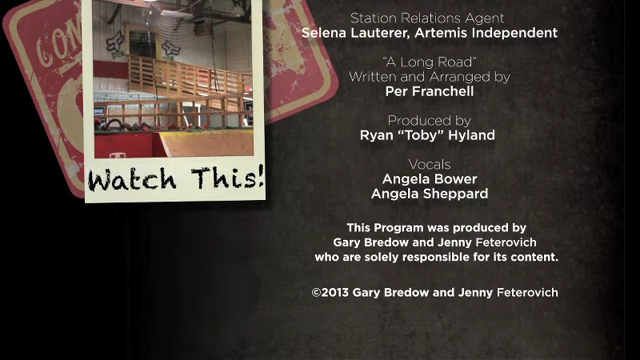 CON
Watch This!
Station Relations Agent
Selena Lauterer, Artemis Independent
“A Long Road”
Written and Arranged by
Per Franchell
Produced by
Ryan “Toby” Hyland
Vocals
Angela Bower
Angela Sheppard
This Program was produced by
Gary Bredow and Jenny Feterovich
who are solely responsible for its content.
©2013 Gary Bredow and Jenny Feterovich